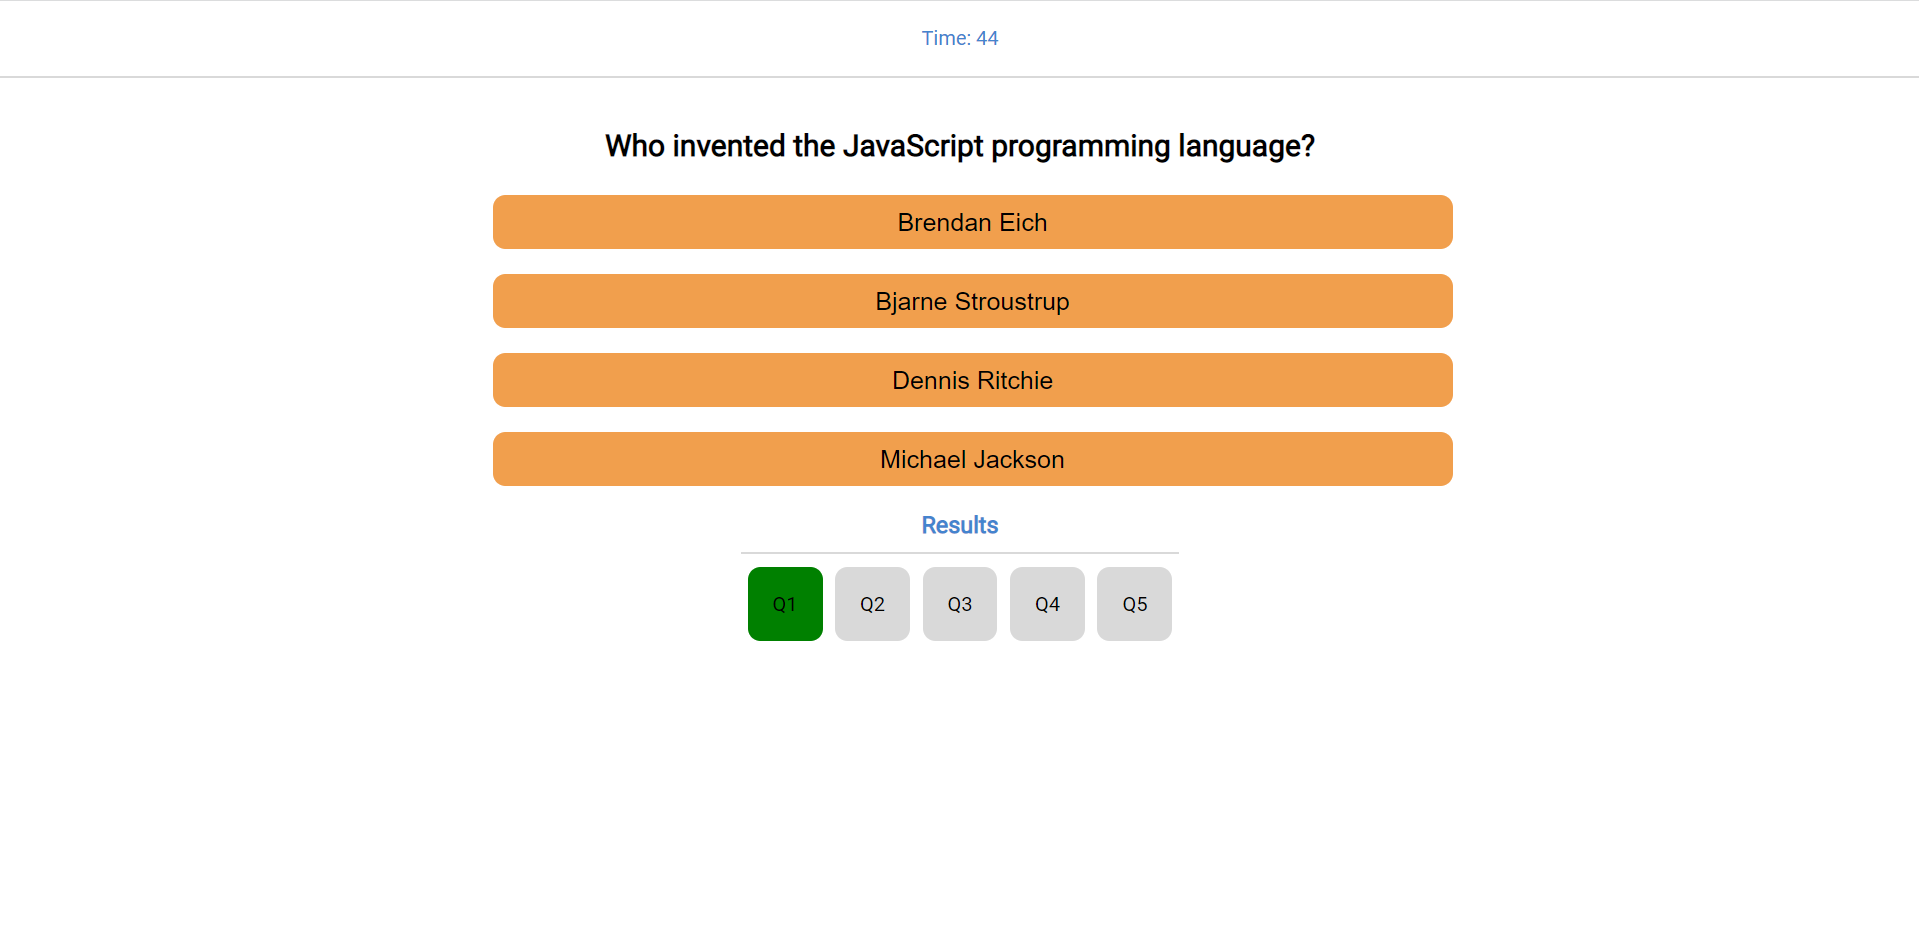 Time: 44
Who invented the JavaScript programming language?
Brendan Eich
Bjarne Stroustrup
Dennis Ritchie
Michael Jackson
Results
Q1 Q2 Q3 Q4 Q5